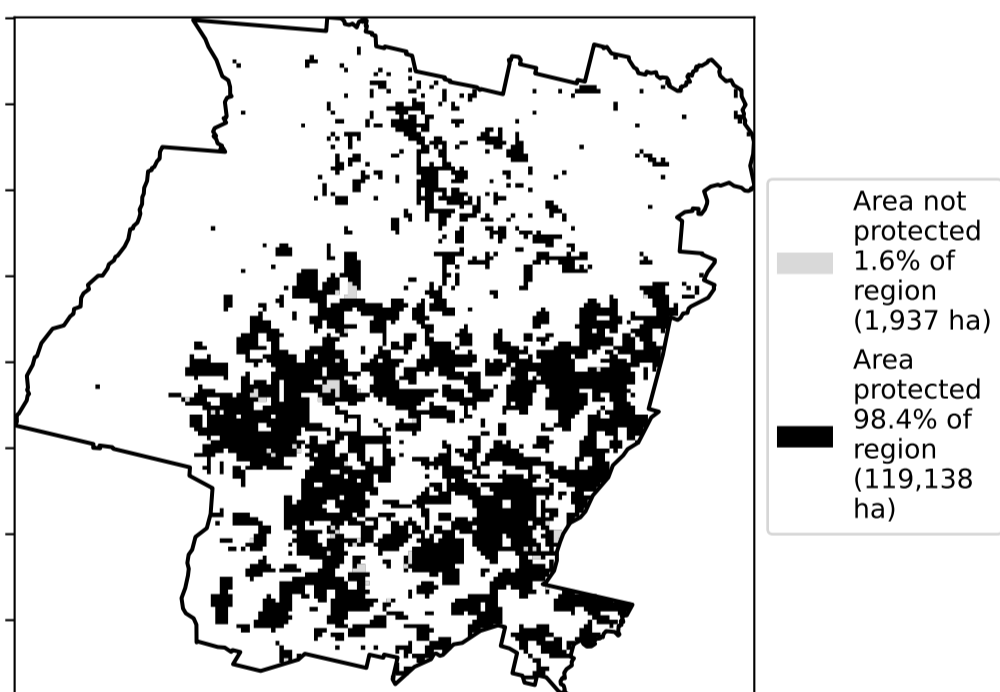 Area not
protected
1.6% of
region
(1,937 ha)
Area
protected
98.4% of
region
(119,138
ha)